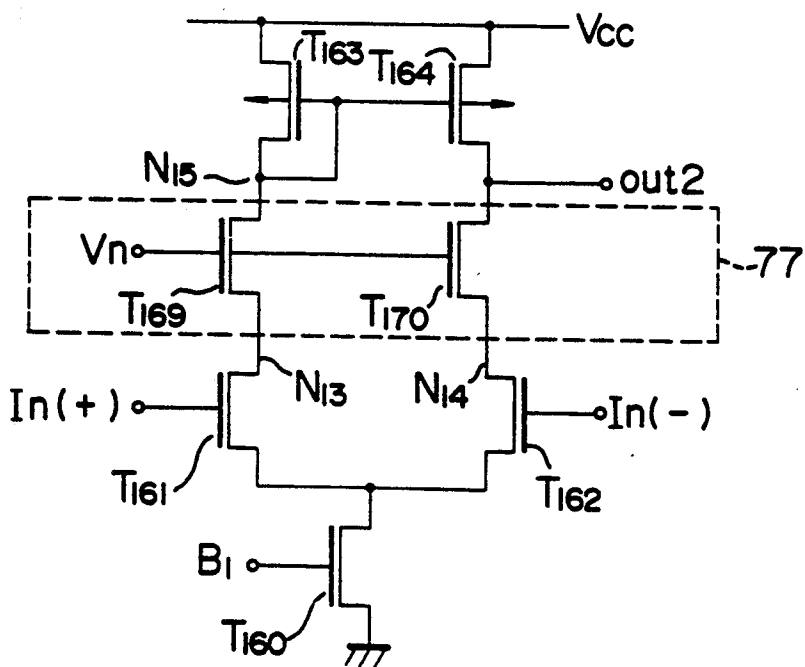 Vcc
T163
T164
N15
out2
Vn
77
T169
T170
N13
N14
In(+)
In(-)
T161
T162
B1
T160